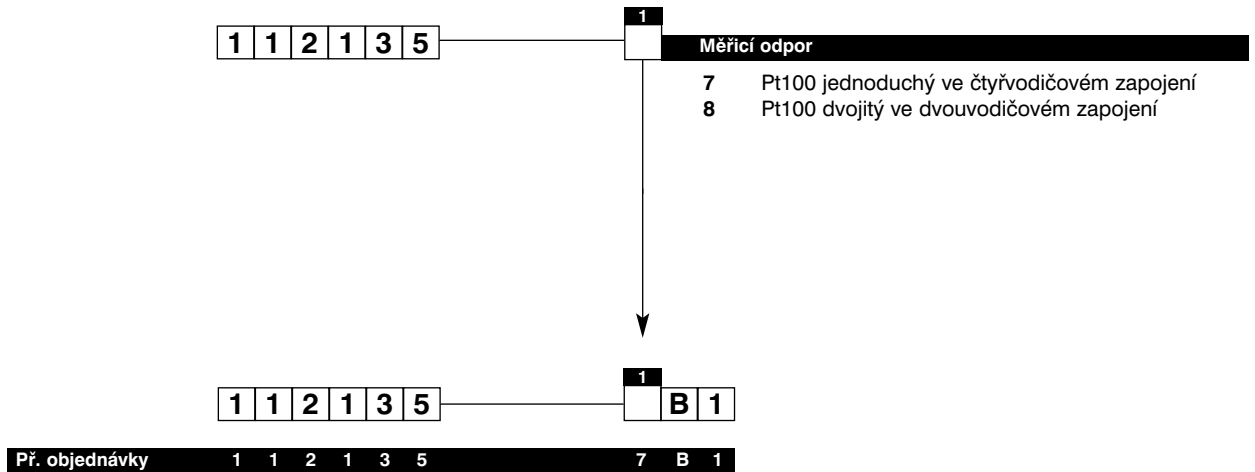 1
1 1 2 1 3 5
Měřicí odpor
7 Pt100 jednoduchý ve čtyřvodičovém zapojení
8 Pt100 dvojitý ve dvouvodičovém zapojení
1
1 1 2 1 3 5 B 1
Př. objednávky 1 1 2 1 3 5 7 B 1